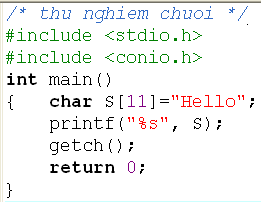 /* thu nghiem chuoi */
#include <stdio.h>
#include <conio.h>
int main()
{   char S[11]="Hello";
    printf("%s", S);
    getch();
    return 0;
}